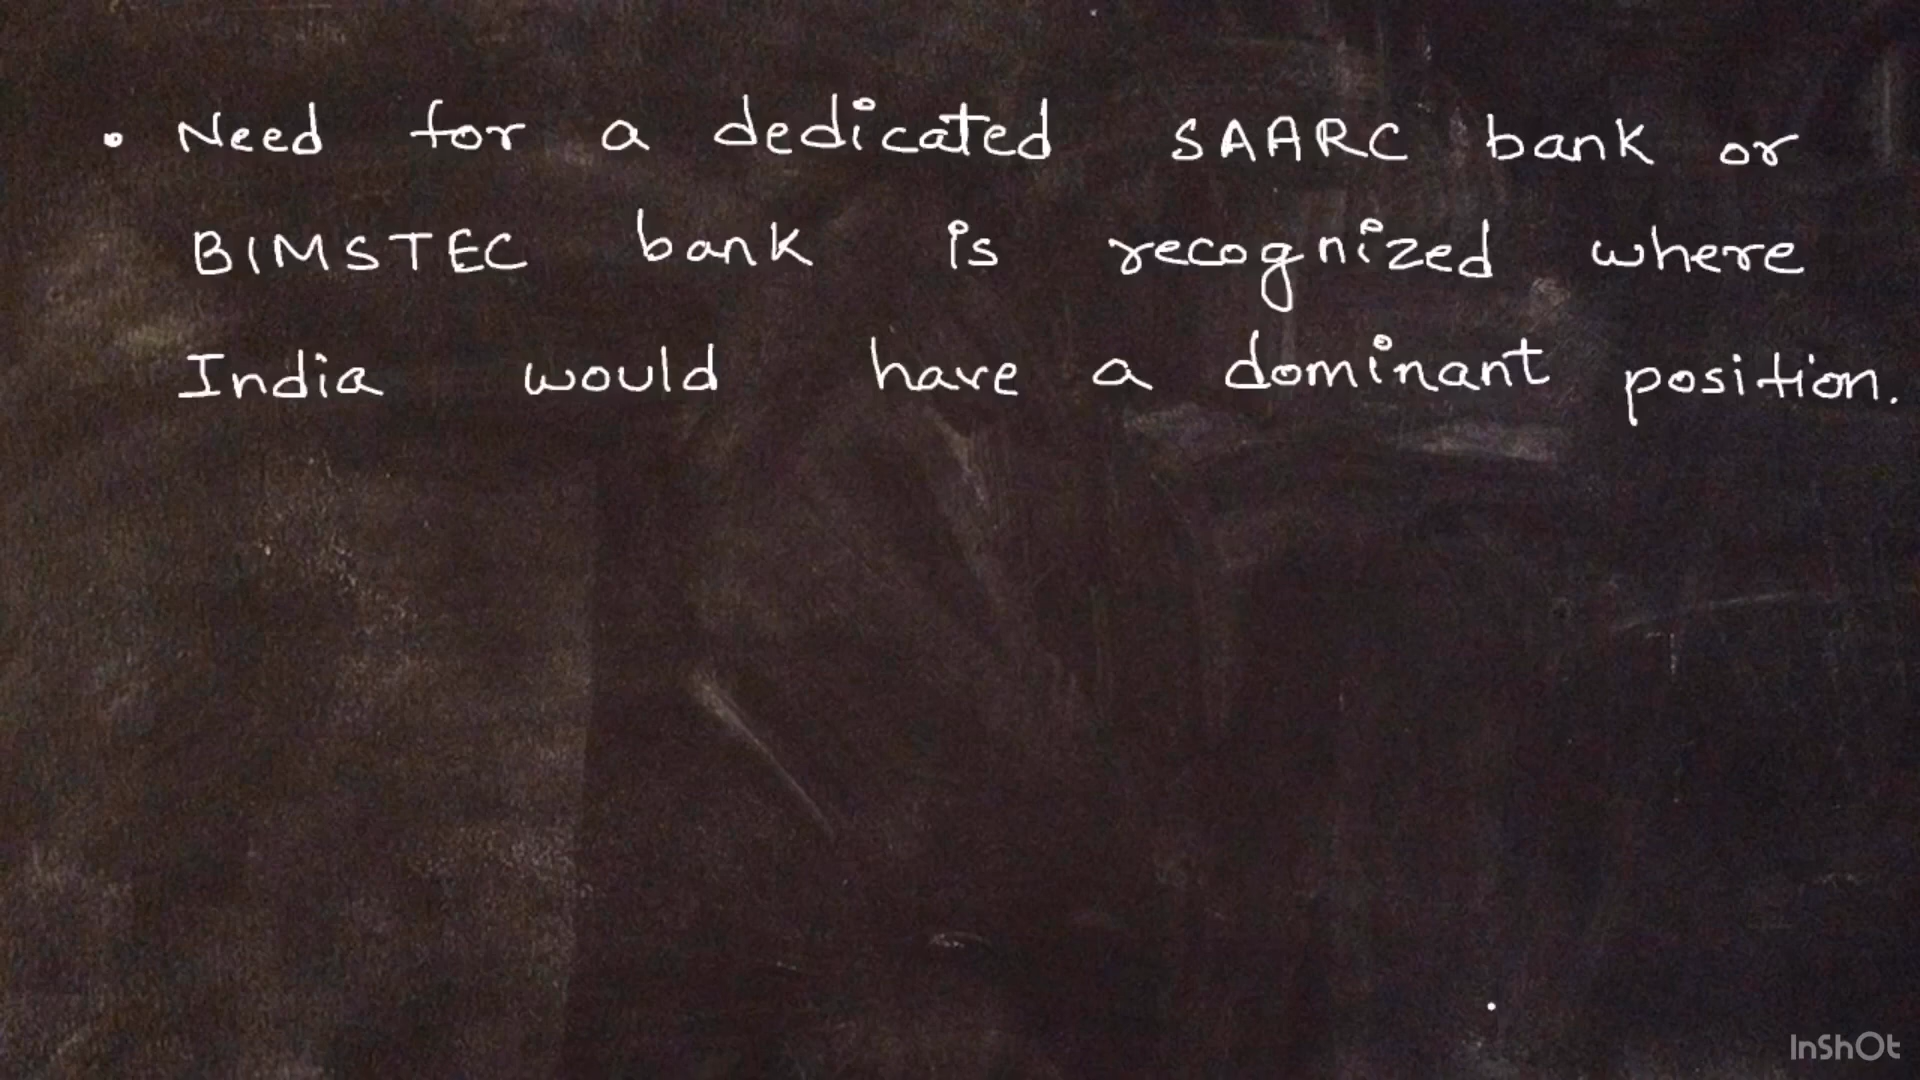 • Need for a dedicated SAARC bank or
BIMSTEC bank is recognized where
India would have a dominant position.
InShOt